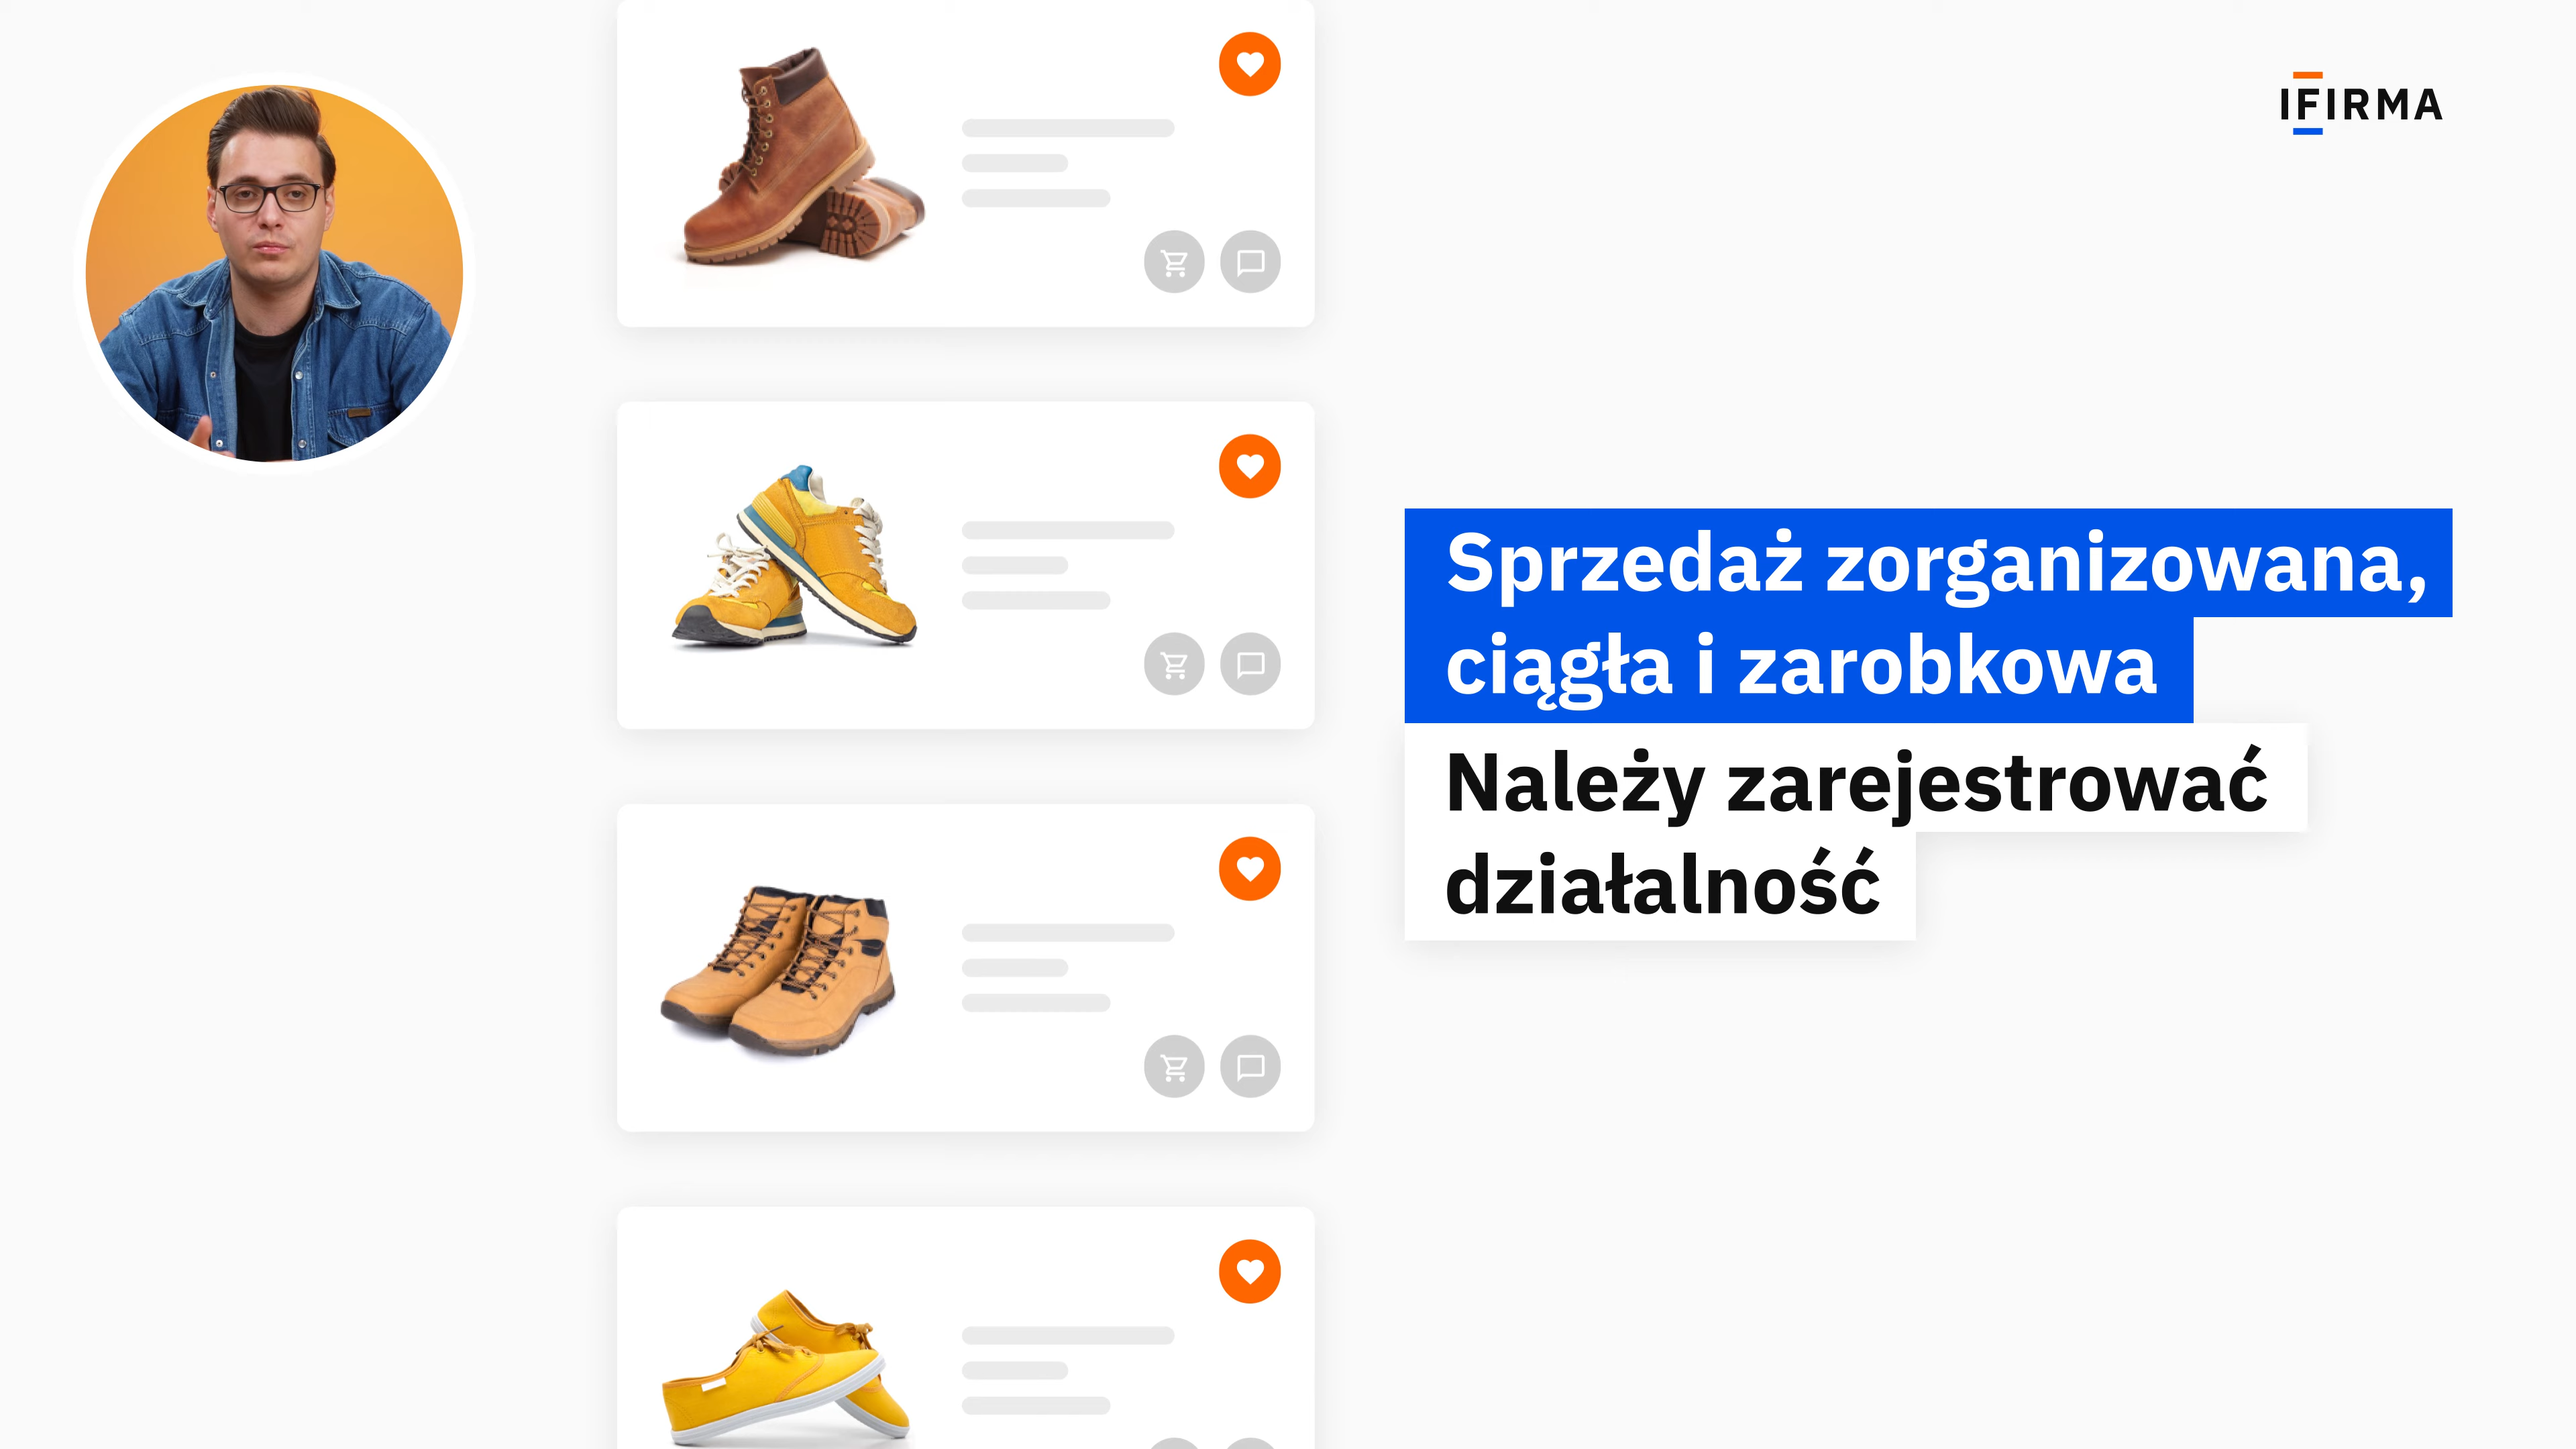 IFIRMA
Sprzedaż zorganizowana,
ciągła i zarobkowa
Należy zarejestrować
działalność